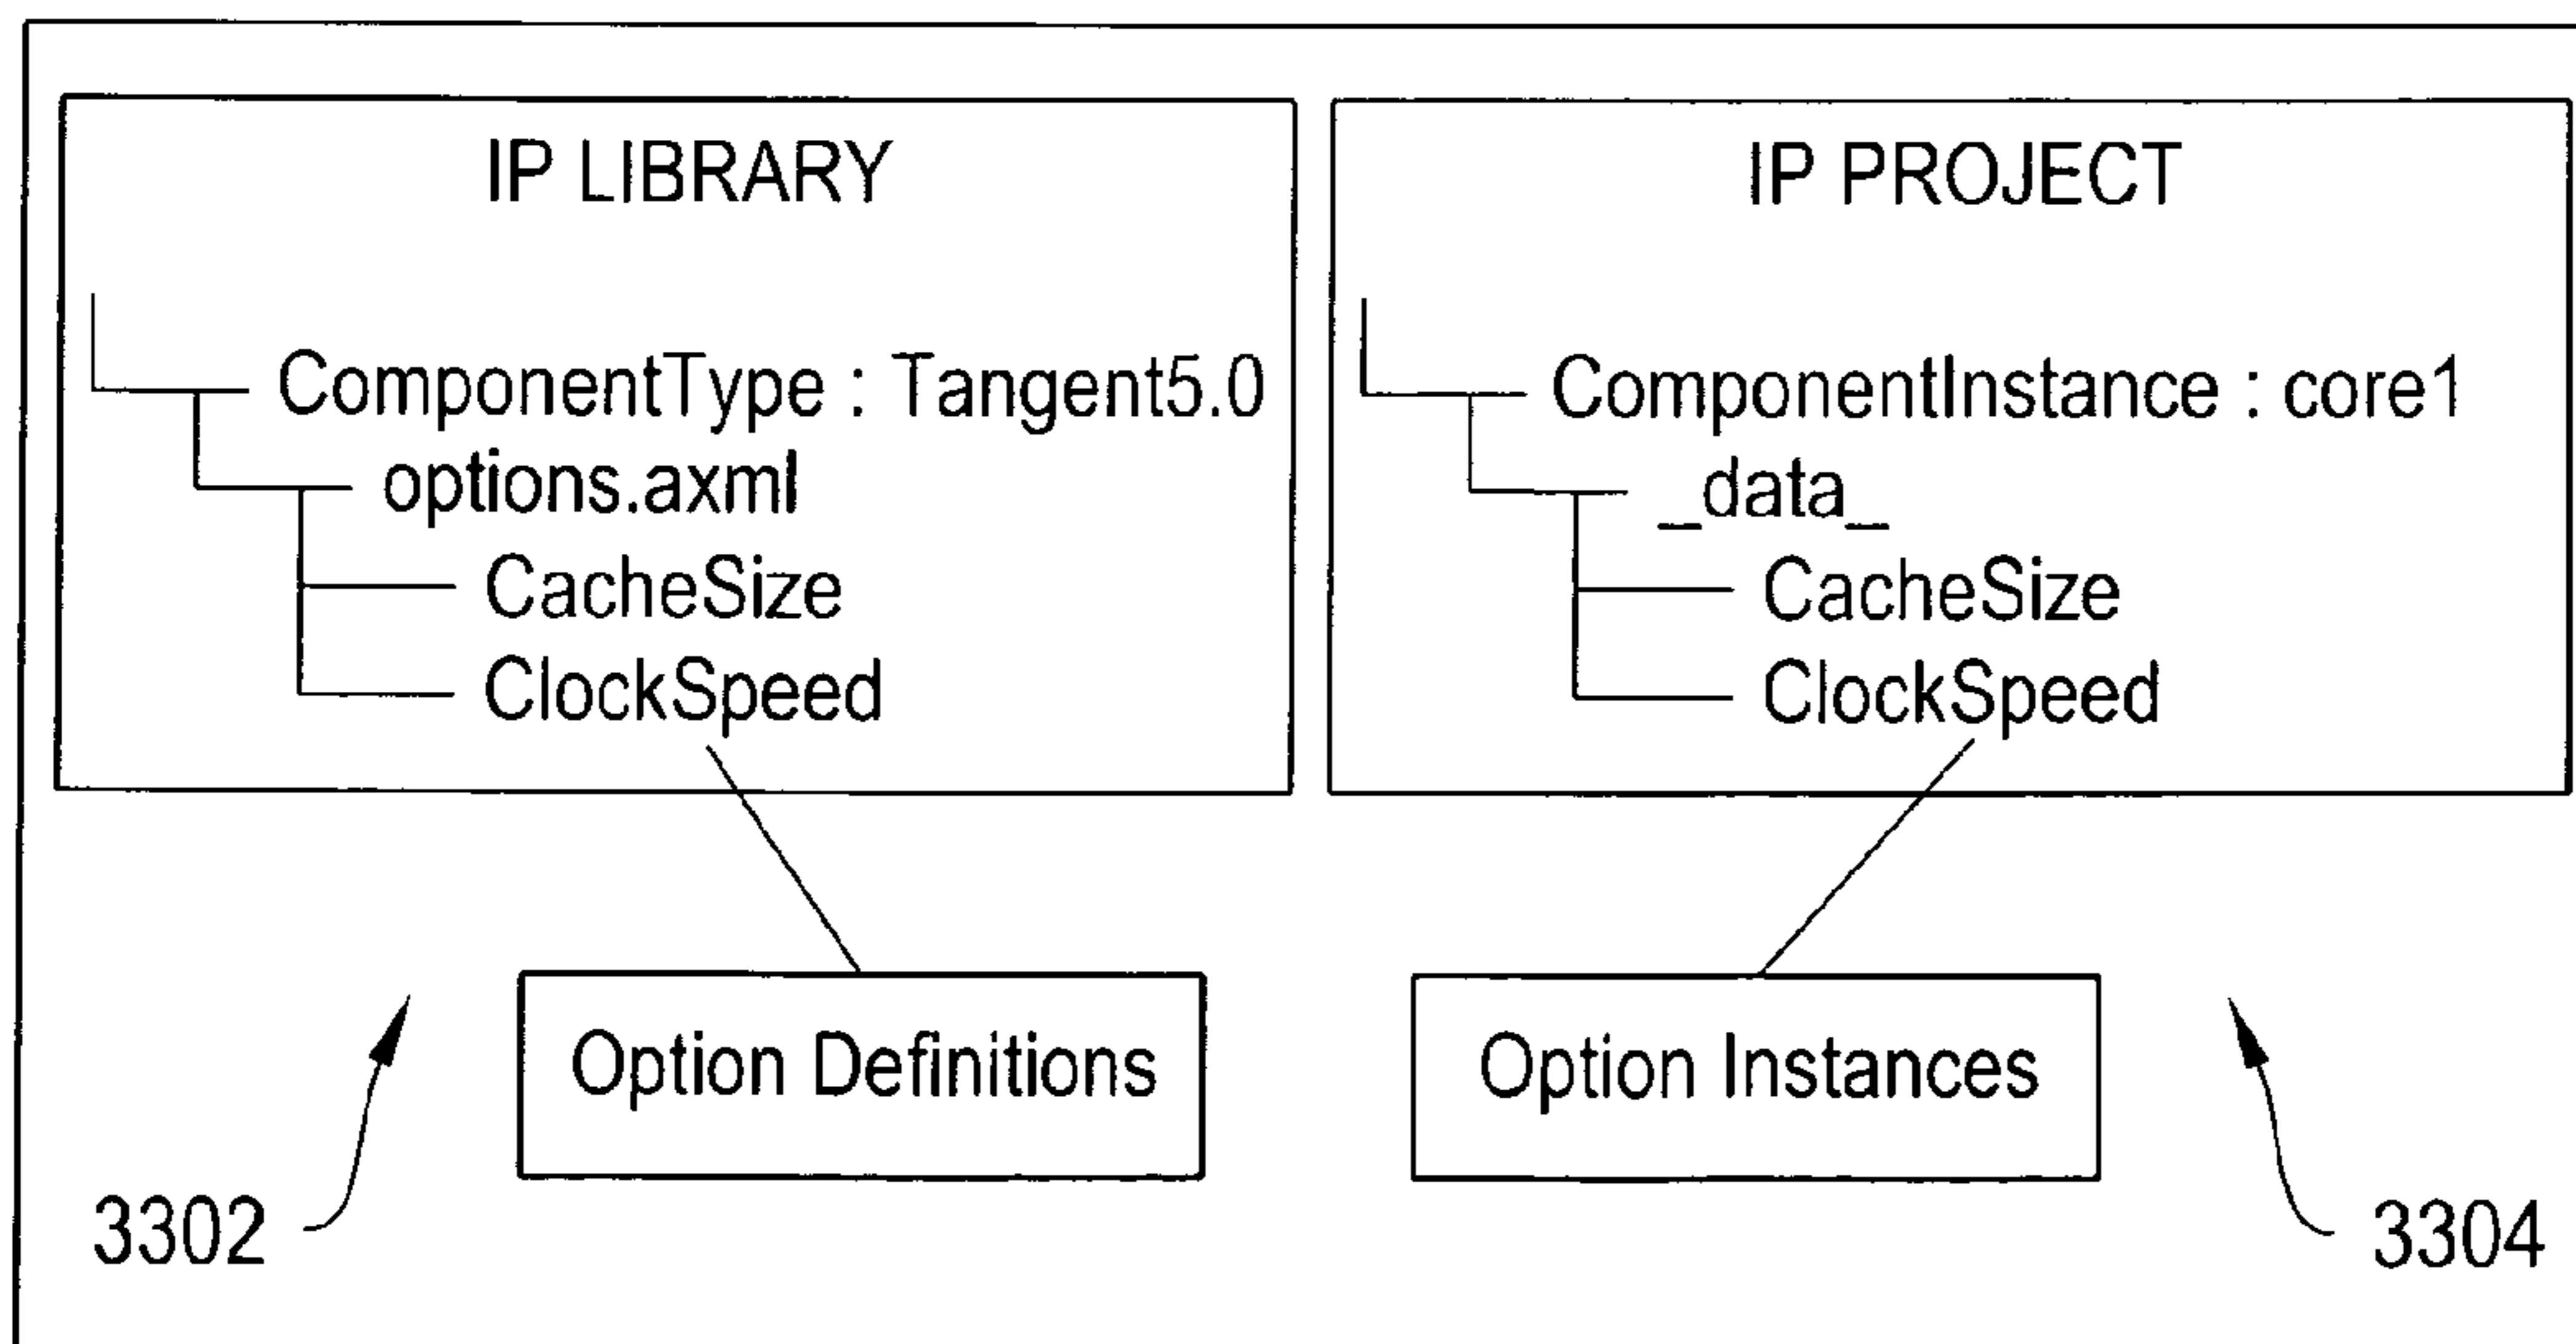 IP LIBRARY
ComponentType : Tangent5.0
options.axml
CacheSize
ClockSpeed
IP PROJECT
ComponentInstance : core1
_data_
CacheSize
ClockSpeed
Option Definitions
Option Instances
3302
3304